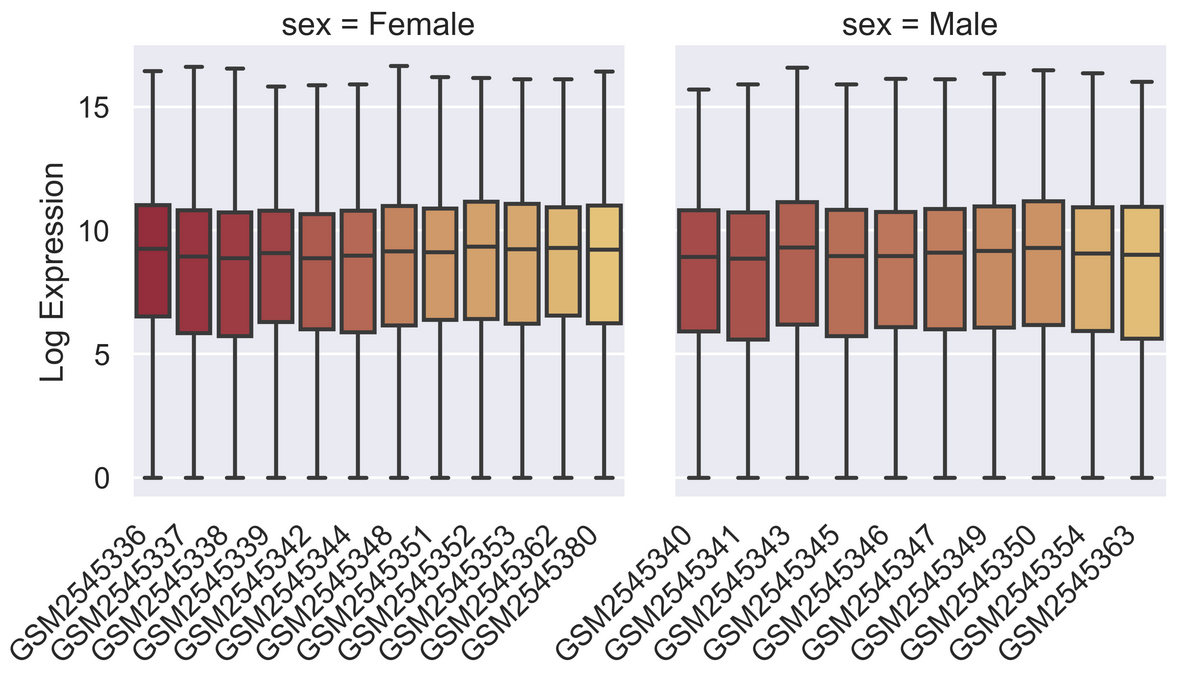 sex = Female
sex = Male
Log Expression
15
10
5
0
GSM2545336
GSM2545337
GSM2545338
GSM2545339
GSM2545342
GSM2545344
GSM2545348
GSM2545351
GSM2545352
GSM2545353
GSM2545362
GSM2545380
GSM2545340
GSM2545341
GSM2545343
GSM2545345
GSM2545346
GSM2545347
GSM2545349
GSM2545350
GSM2545354
GSM2545363